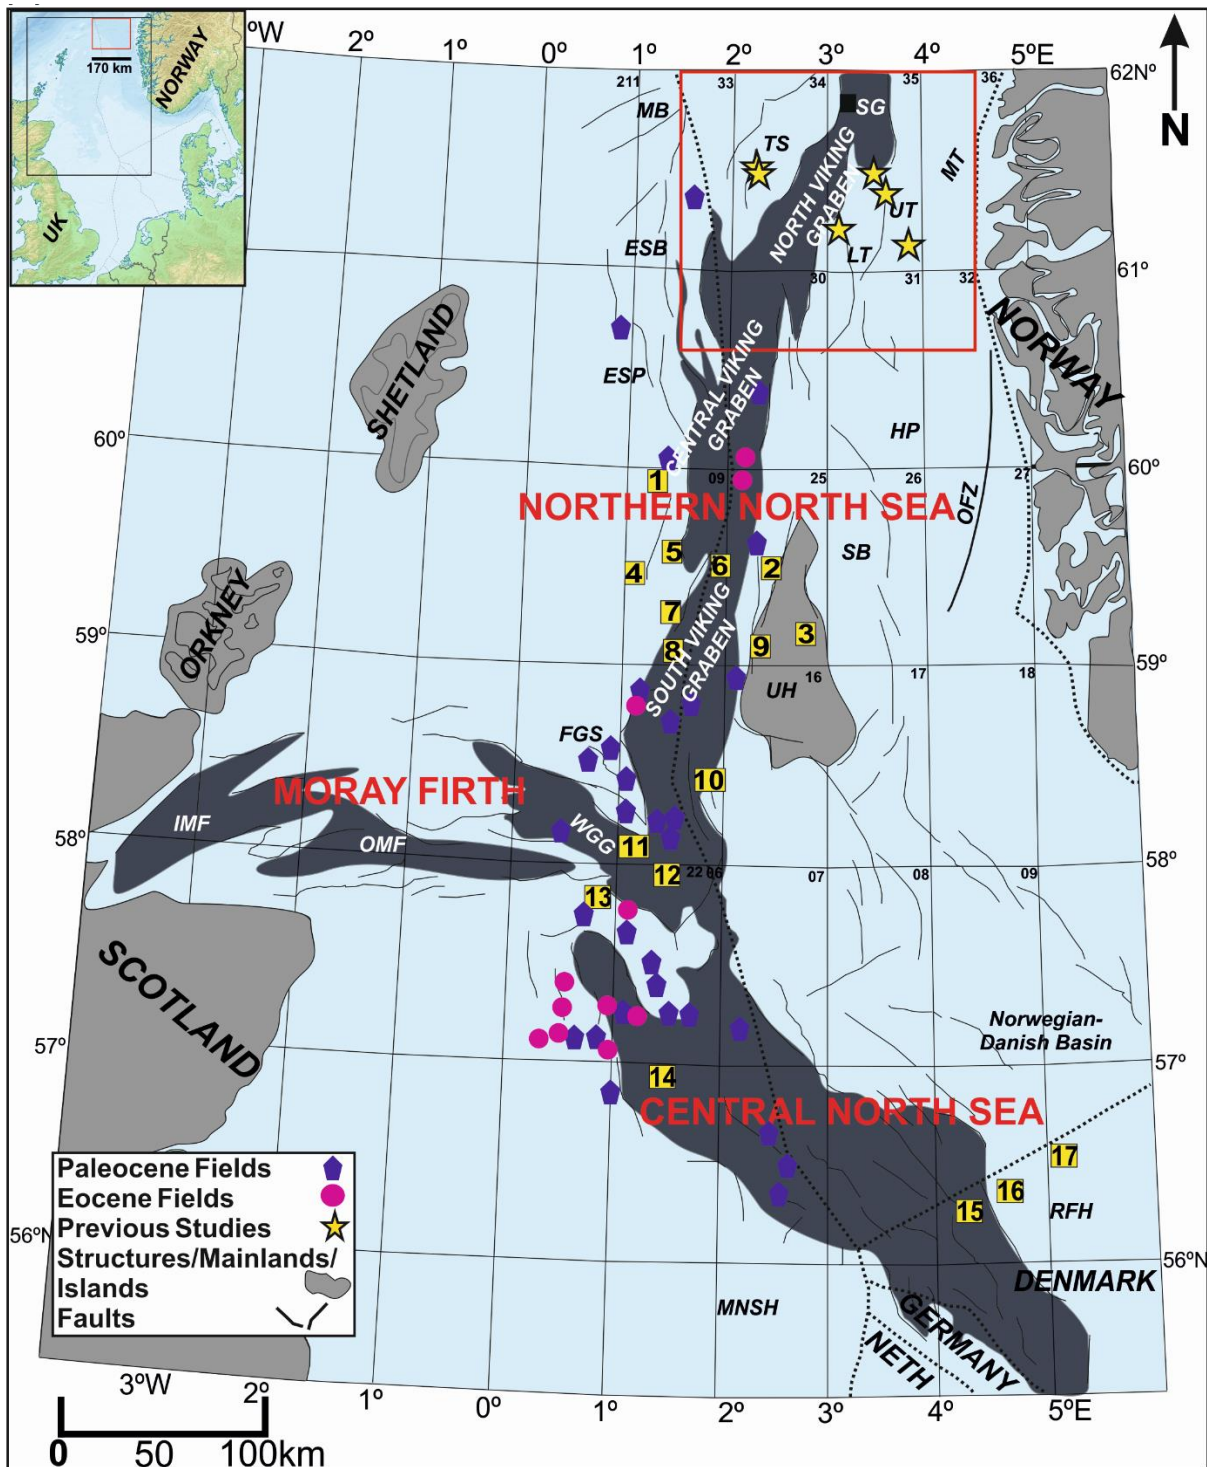 NORWAY
170 km
UK
ºW
2º
1º
0º
1º
2º
3º
4º
5ºE
62Nº
N
211
33
34
35
36
MB
SG
TS
MT
NORTH VIKING
GRABEN
UT
ESB
LT
30
31
32
61º
61º
NORWAY
SHETLAND
ESP
CENTRAL VIKING
GRABEN
HP
60º
60º
1
09
25
26
27
NORTHERN NORTH SEA
OFZ
5
6
4
2
SB
7
SOUTH VIKING
GRABEN
ORKNEY
59º
8
9
3
59º
UH
16
17
18
FGS
MORAY FIRTH
10
IMF
OMF
WGG
58º
11
58º
12
22
06
07
08
09
13
SCOTLAND
57º
Norwegian-
Danish Basin
57º
14
CENTRAL NORTH SEA
17
16
15
RFH
Paleocene Fields
Eocene Fields
Previous Studies
Structures/Mainlands/
Islands
Faults
56ºN
56ºN
DENMARK
MNSH
GERMANY
NETH
3ºW
2º
1º
0º
1º
2º
3º
4º
5ºE
0
50
100km